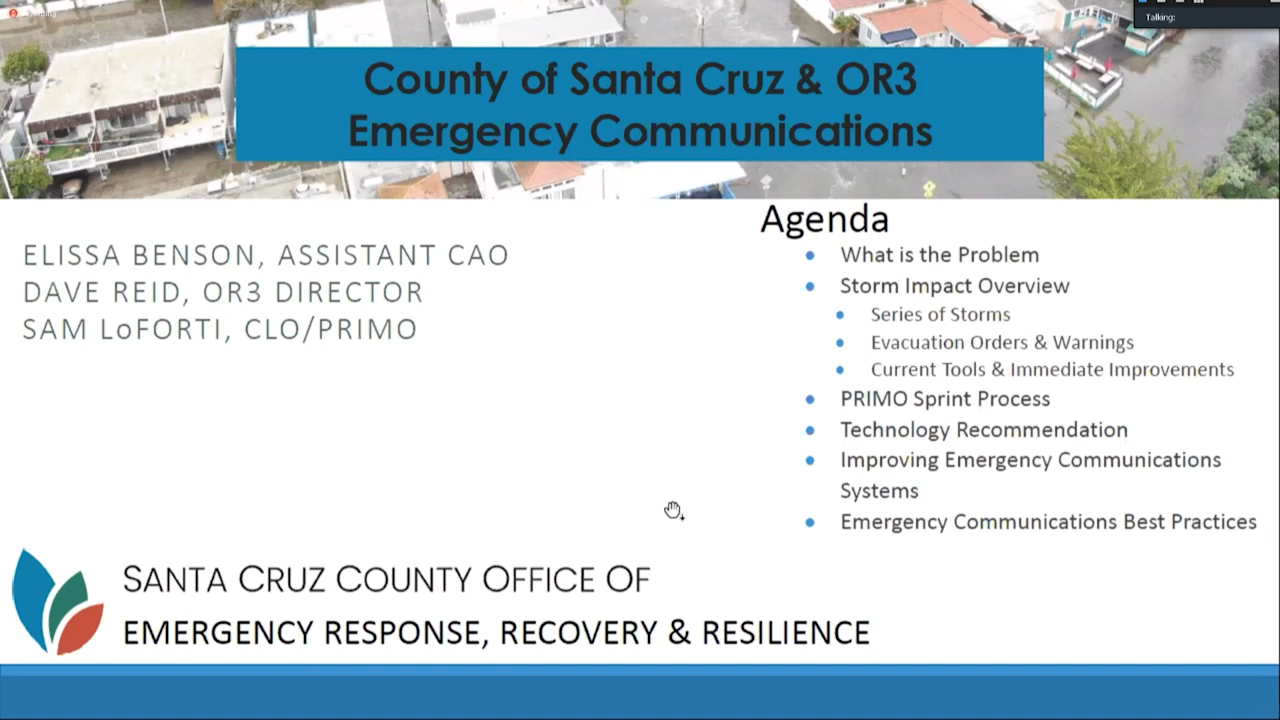 Talking:
County of Santa Cruz & OR3
Emergency Communications
ELISSA BENSON, ASSISTANT CAO
DAVE REID, OR3 DIRECTOR
SAM LoFORTI, CLO/PRIMO
Agenda
• What is the Problem
• Storm Impact Overview
• Series of Storms
• Evacuation Orders & Warnings
• Current Tools & Immediate Improvements
• PRIMO Sprint Process
• Technology Recommendation
• Improving Emergency Communications
Systems
• Emergency Communications Best Practices
SANTA CRUZ COUNTY OFFICE OF
EMERGENCY RESPONSE, RECOVERY & RESILIENCE